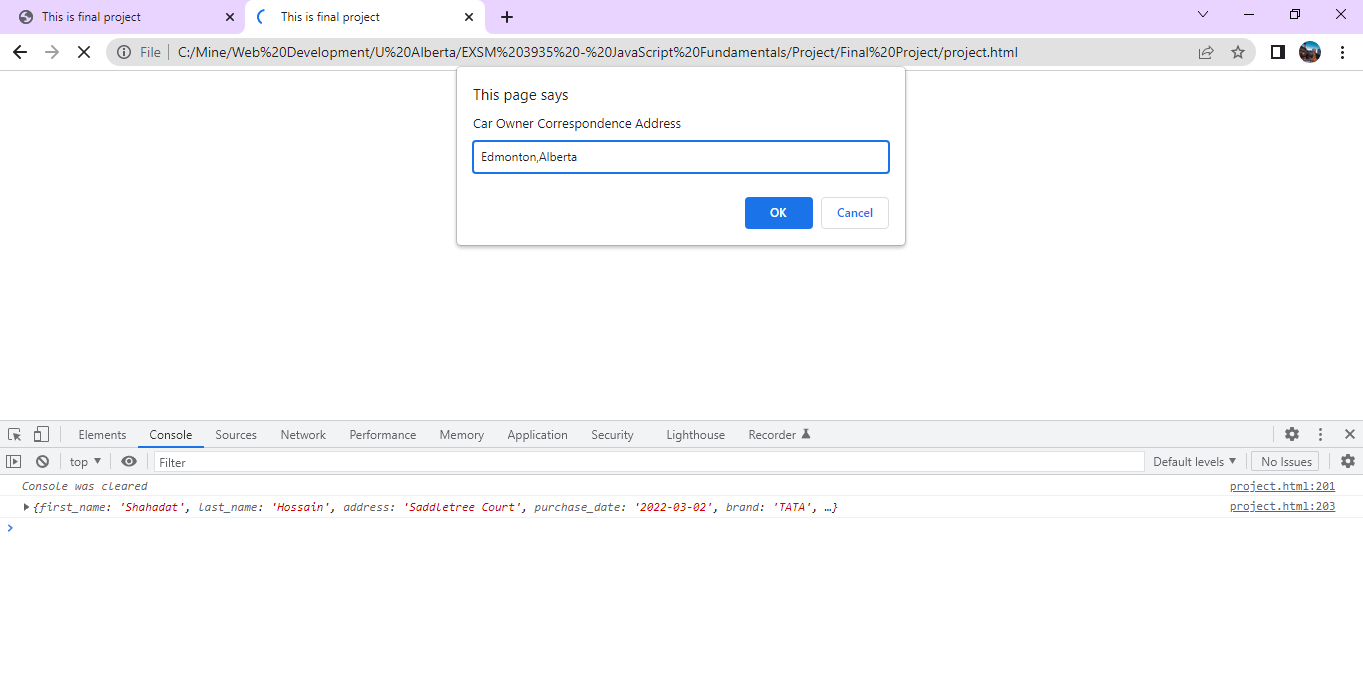 This is final project
This is final project
File C:/Mine/Web%20Development/U%20Alberta/EXSM%203935%20-%20JavaScript%20Fundamentals/Project/Final%20Project/project.html
This page says
Car Owner Correspondence Address
Edmonton,Alberta
OK Cancel
Elements Console Sources Network Performance Memory Application Security Lighthouse Recorder
top Filter Default levels No Issues
Console was cleared project.html:201
{first_name: 'Shahadat', last_name: 'Hossain', address: 'Saddletree Court', purchase_date: '2022-03-02', brand: 'TATA', …} project.html:203